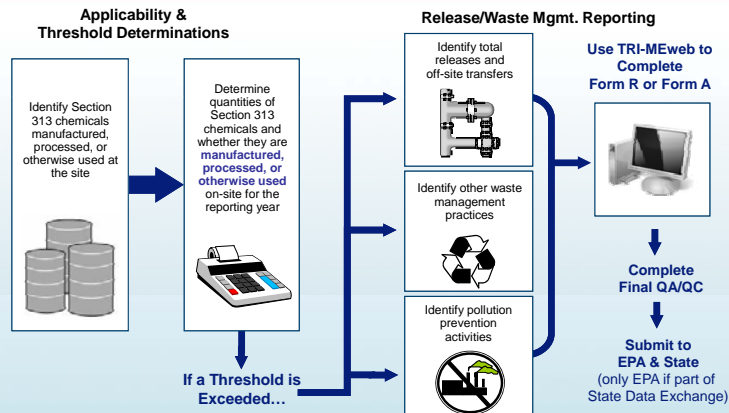 Applicability &
Threshold Determinations
Identify Section
313 chemicals
manufactured,
processed, or
otherwise used at
the site
Determine
quantities of
Section 313
chemicals and
whether they are
manufactured,
processed, or
otherwise used
on-site for the
reporting year
If a Threshold is
Exceeded…
Release/Waste Mgmt. Reporting
Identify total
releases and
off-site transfers
Identify other waste
management
practices
Identify pollution
prevention
activities
Use TRI-MEweb to
Complete
Form R or Form A
Complete
Final QA/QC
Submit to
EPA & State
(only EPA if part of
State Data Exchange)